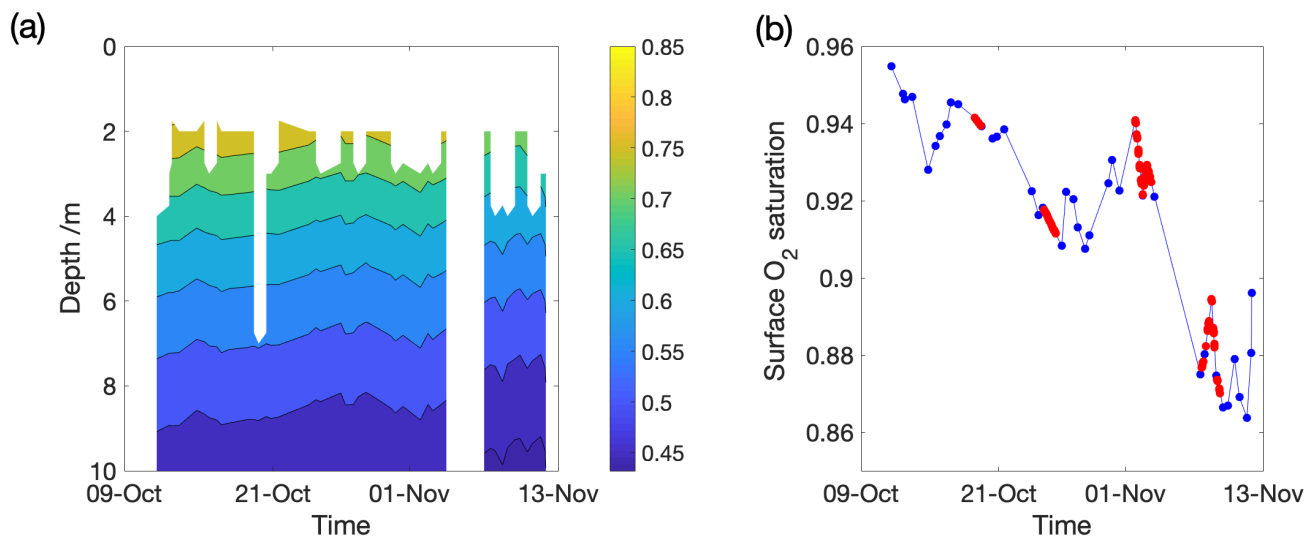 (a)
0
2
4
6
8
10
Depth /m
09-Oct
21-Oct
01-Nov
13-Nov
Time
0.85
0.8
0.75
0.7
0.65
0.6
0.55
0.5
0.45
(b)
0.96
0.94
0.92
0.9
0.88
0.86
Surface O2 saturation
09-Oct
21-Oct
01-Nov
13-Nov
Time